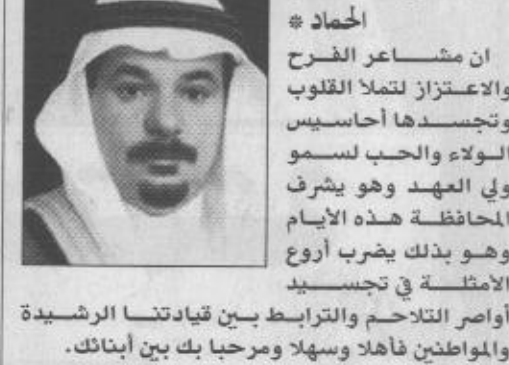 الحماد *
ان مشاعر الفرح
والاعتزاز لتملأ القلوب
وتجسدها أحاسيس
الولاء والحب لسمو
ولي العهد وهو يشرف
المحافظة هذه الأيام
وهو بذلك يضرب أروع
الأمثلة في تجسيد
أواصر التلاحم والترابط بين قيادتنا الرشيدة
والمواطنين فأهلا وسهلا ومرحبا بك بين أبنائك.